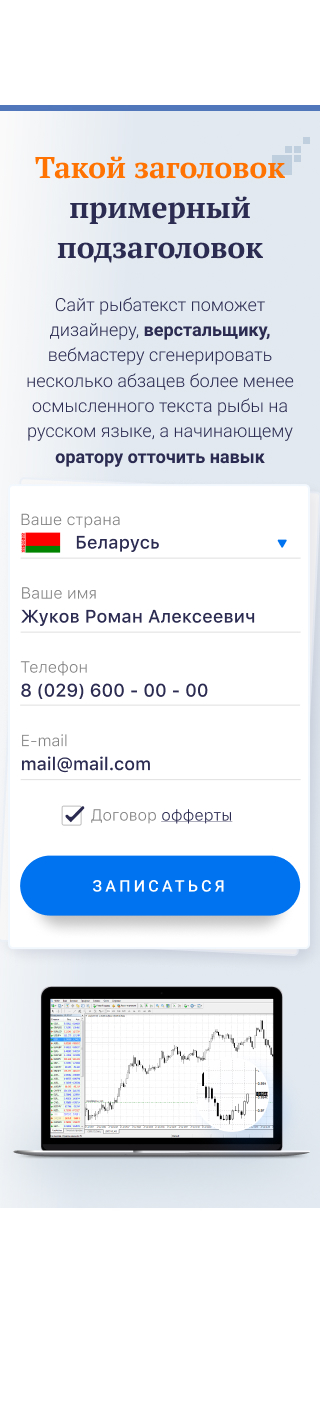 Такой заголовок
примерный
подзаголовок
Сайт рыбатекст поможет
дизайнеру, верстальщику,
вебмастеру сгенерировать
несколько абзацев более менее
осмысленного текста рыбы на
русском языке, а начинающему
оратору отточить навык
Ваше страна
Беларусь
Ваше имя
Жуков Роман Алексеевич
Телефон
8 (029) 600 - 00 - 00
E-mail
mail@mail.com
Договор офферты
ЗАПИСАТЬСЯ